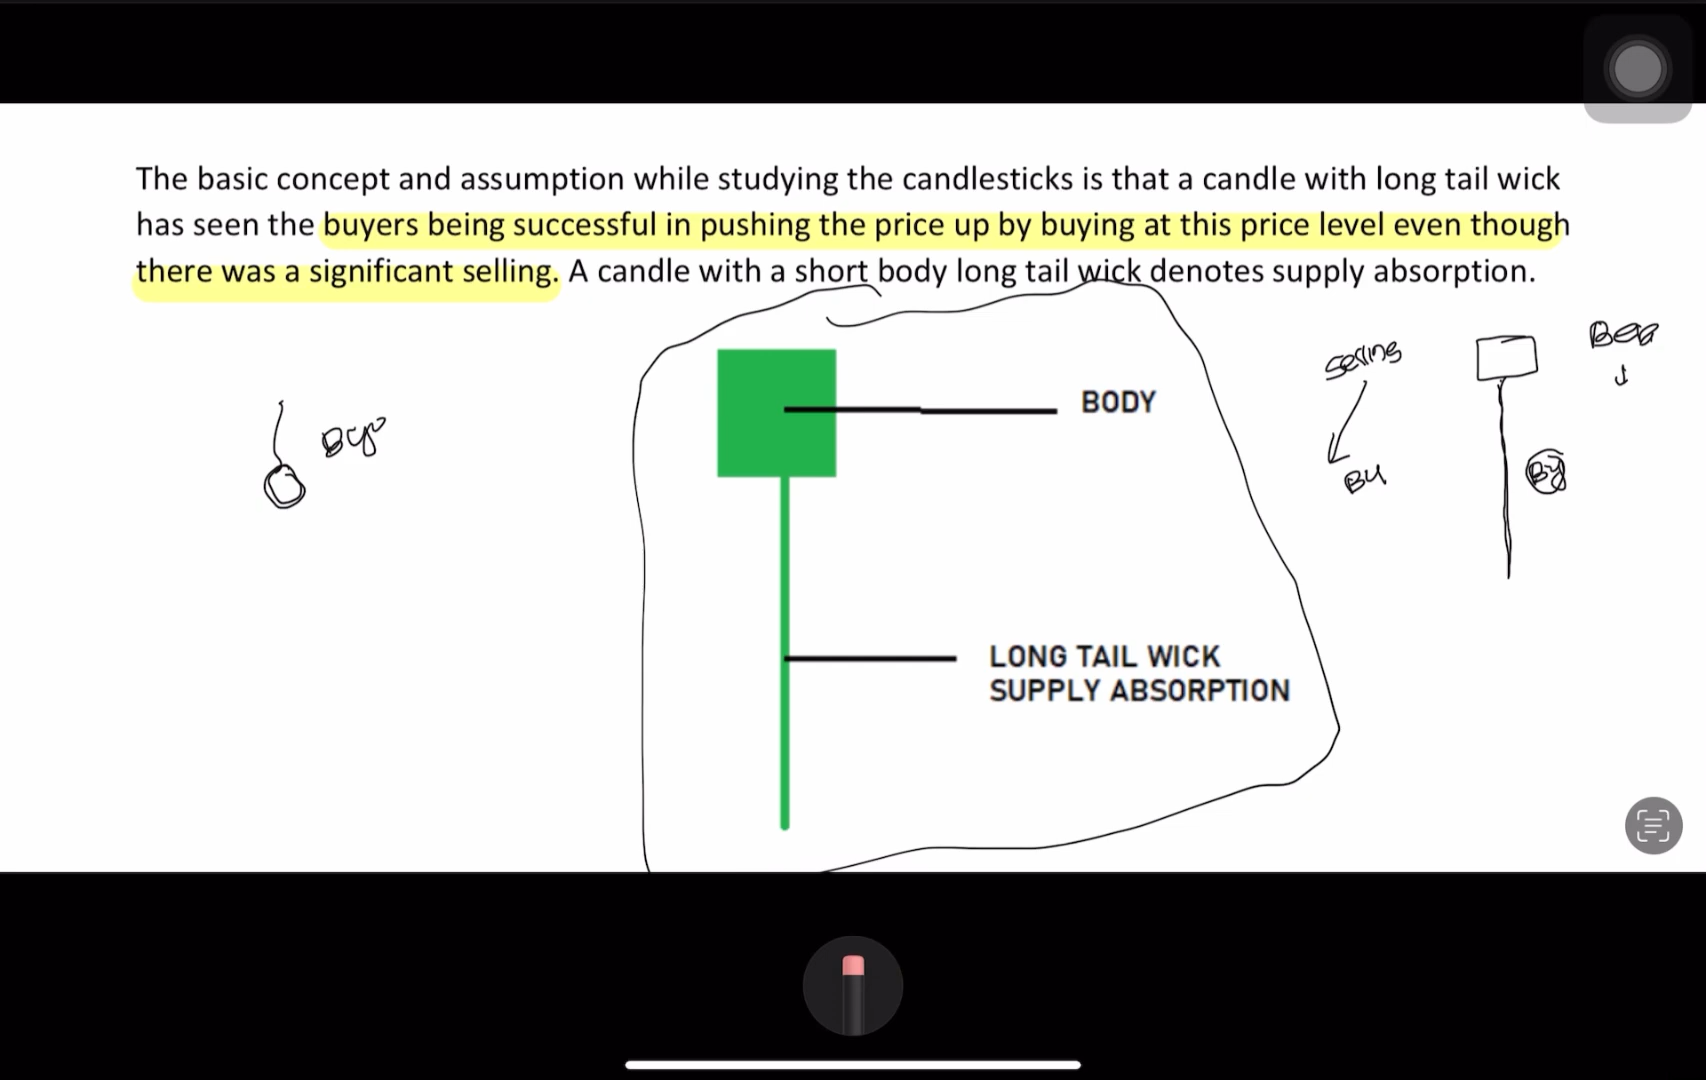 The basic concept and assumption while studying the candlesticks is that a candle with long tail wick
has seen the buyers being successful in pushing the price up by buying at this price level even though
there was a significant selling. A candle with a short body long tail wick denotes supply absorption.
BODY
LONG TAIL WICK
SUPPLY ABSORPTION